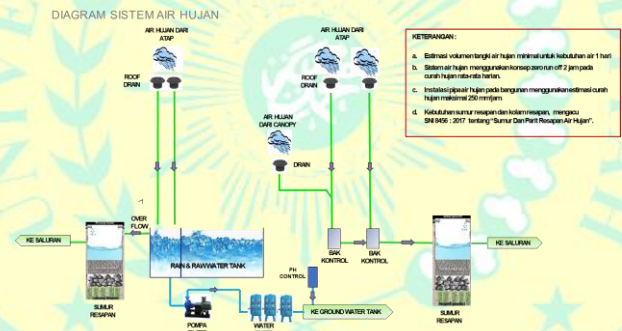 DIAGRAM SISTEM AIR HUJAN
AIR HUJAN DARI
ATAP
ROOF
DRAIN
AIR HUJAN DARI
ATAP
ROOF
DRAIN
AIR HUJAN
DARI CANOPY
DRAIN
KETERANGAN :
a. Estimasi volume tangki air hujan minimal untuk kebutuhan air 1 hari
b. Sistem air hujan menggunakan konsep zero run off 2 jam pada
curah hujan rata-rata harian.
c. Instalasi pipa air hujan pada bangunan menggunakan estimasi curah
hujan maksimal 250 mm/jam.
d. Kebutuhan sumur resapan dan kolam resapan, mengacu
SNI 8456 : 2017 tentang "Sumur Dan Parit Resapan Air Hujan".
OVER
FLOW
KE SALURAN
RAIN & RAW WATER TANK
SUMUR
RESAPAN
POMPA
WATER
PH
CONTROL
KE GROUND WATER TANK
BAK
KONTROL
BAK
KONTROL
KE SALURAN
SUMUR
RESAPAN